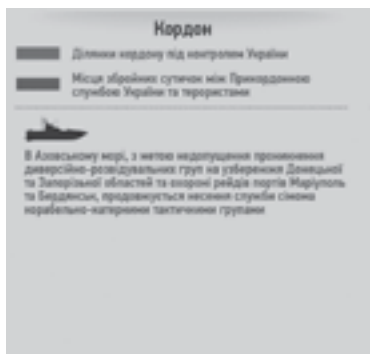 Кордон
Ділянки кордону під контролем України
Місця збройних сутичок між Прикордонною
службою України та терористами
В Азовському морі, з метою недопущення проникнення
диверсійно-розвідувальних груп на узбережжя Донецької
та Запорізької областей та охороні рейдів портів Маріуполь
та Бердянськ, продовжується несення служби сімома
корабельно-катерними тактичними групами